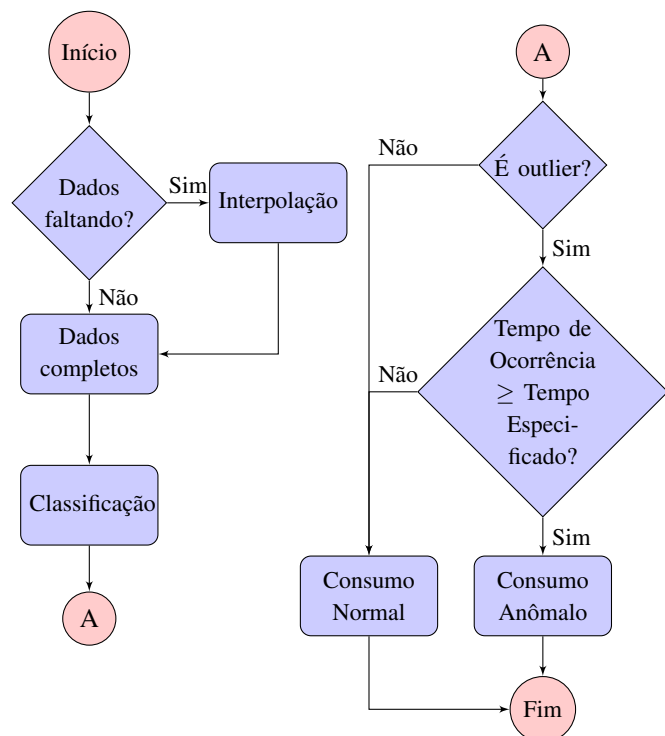 Início
Dados
faltando?
Sim
Interpolação
Não
Dados
completos
Classificação
A
A
É outlier?
Não
Sim
Tempo de
Ocorrência
≥ Tempo
Especi-
ficado?
Não
Sim
Consumo
Normal
Consumo
Anômalo
Fim